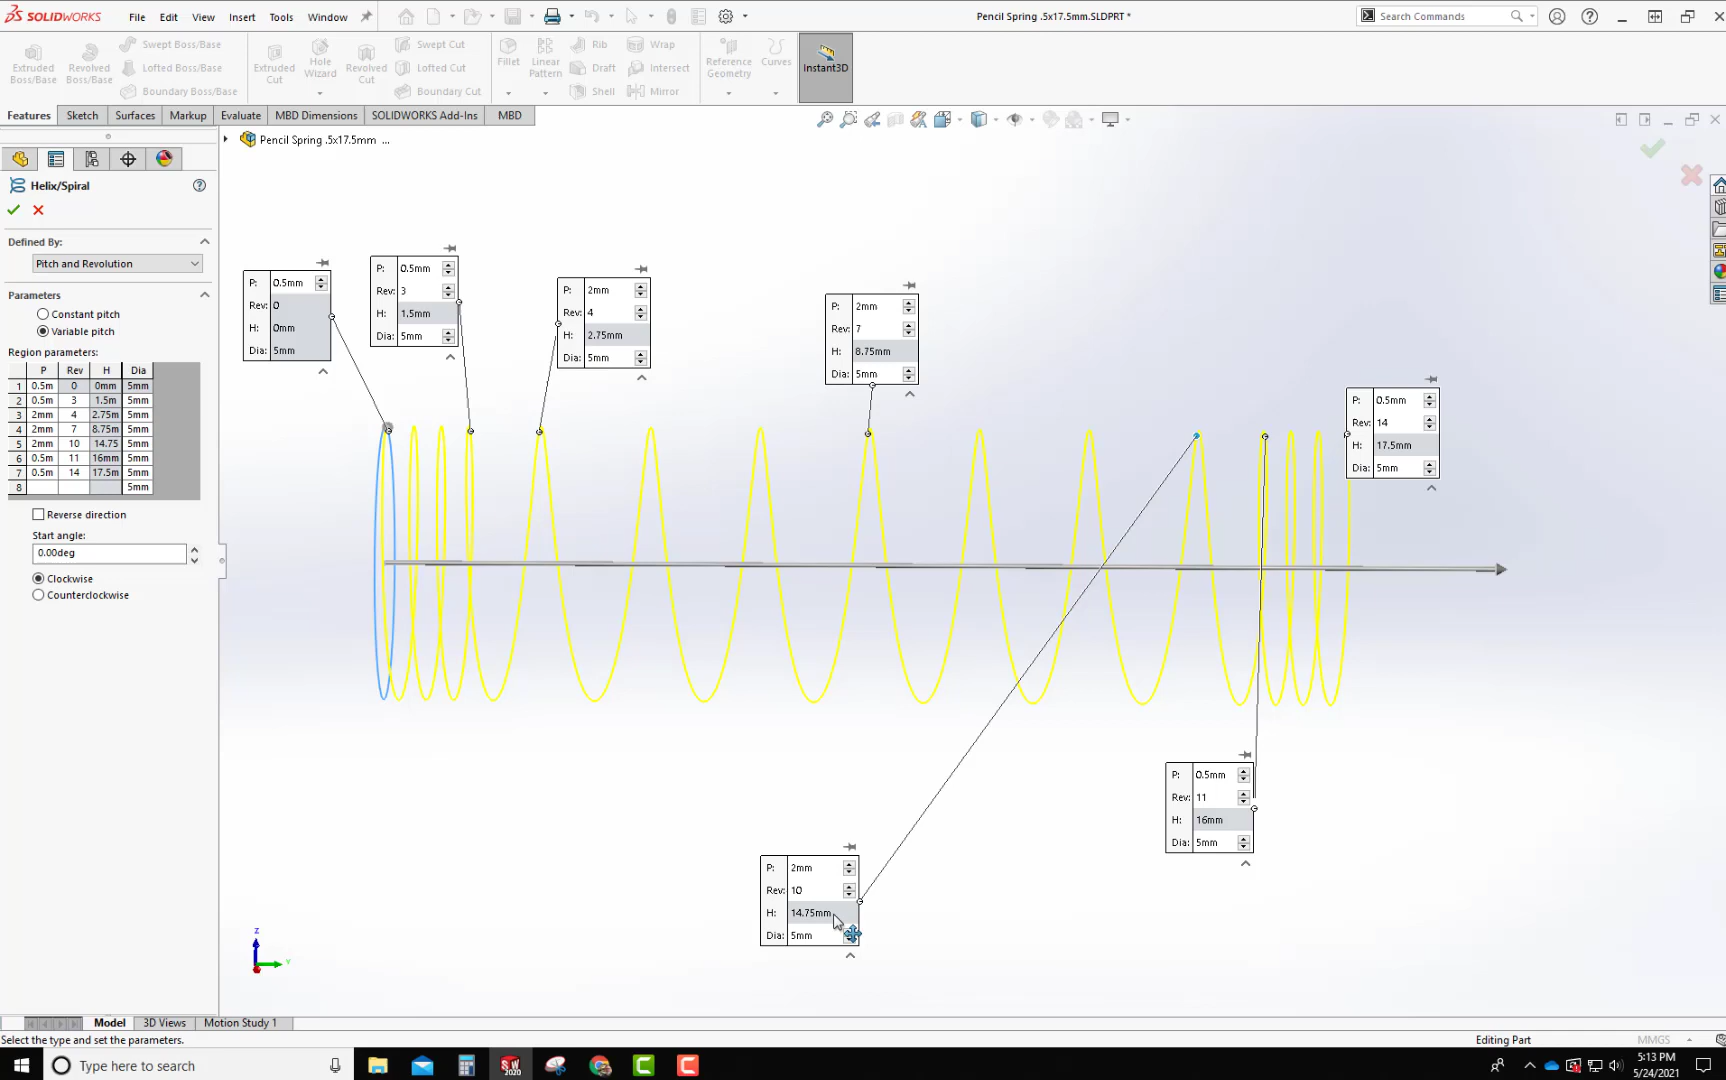 SOLIDWORKS File Edit View Insert Tools Window Pencil Spring .5x17.5mm.SLDPRT * Search Commands
Extruded Boss/Base
Revolved Boss/Base
Swept Boss/Base
Lofted Boss/Base
Boundary Boss/Base
Extruded Cut
Hole Wizard
Revolved Cut
Swept Cut
Lofted Cut
Boundary Cut
Fillet
Linear Pattern
Rib
Draft
Shell
Wrap
Intersect
Mirror
Reference Geometry
Curves
Instant3D
Features Sketch Surfaces Markup Evaluate MBD Dimensions SOLIDWORKS Add-Ins MBD
Pencil Spring .5x17.5mm ...
Helix/Spiral
Defined By:
Pitch and Revolution
Parameters
Constant pitch
Variable pitch
Region parameters:
P Rev H Dia
1 0.5m 0 0mm 5mm
2 0.5m 3 1.5m 5mm
3 2mm 4 2.75m 5mm
4 2mm 7 8.75m 5mm
5 2mm 10 14.75 5mm
6 0.5m 11 16mm 5mm
7 0.5m 14 17.5m 5mm
8 5mm
Reverse direction
Start angle:
0.00deg
Clockwise
Counterclockwise
P: 0.5mm
Rev: 0
H: 0mm
Dia: 5mm
P: 0.5mm
Rev: 3
H: 1.5mm
Dia: 5mm
P: 2mm
Rev: 4
H: 2.75mm
Dia: 5mm
P: 2mm
Rev: 7
H: 8.75mm
Dia: 5mm
P: 0.5mm
Rev: 14
H: 17.5mm
Dia: 5mm
P: 0.5mm
Rev: 11
H: 16mm
Dia: 5mm
P: 2mm
Rev: 10
H: 14.75mm
Dia: 5mm
Z
Y
Model 3D Views Motion Study 1
Select the type and set the parameters. Editing Part MMGS
Type here to search
SW
2020
5:13 PM
5/24/2021